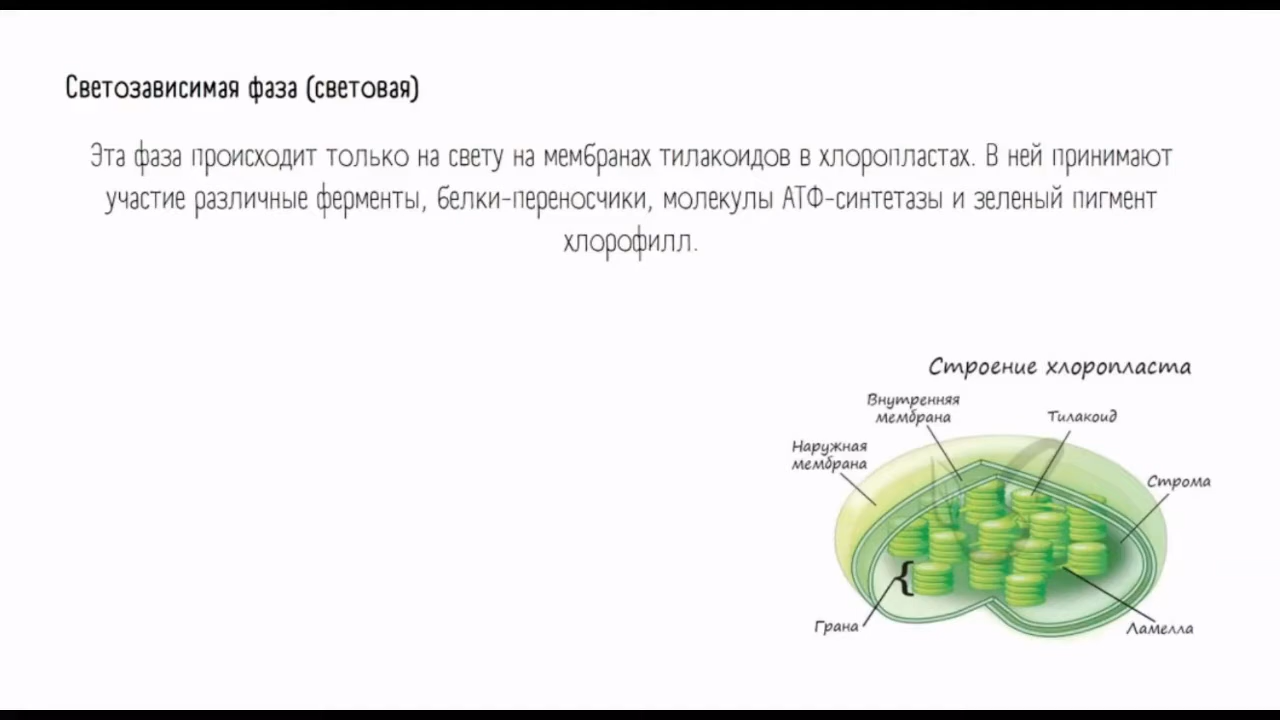 Светозависимая фаза (световая)
Эта фаза происходит только на свету на мембранах тилакоидов в хлоропластах. В ней принимают
участие различные ферменты, белки-переносчики, молекулы АТФ-синтетазы и зеленый пигмент
хлорофилл.
Строение хлоропласта
Внутренняя
мембрана
Тилакоид
Наружная
мембрана
Строма
Грана
Ламелла